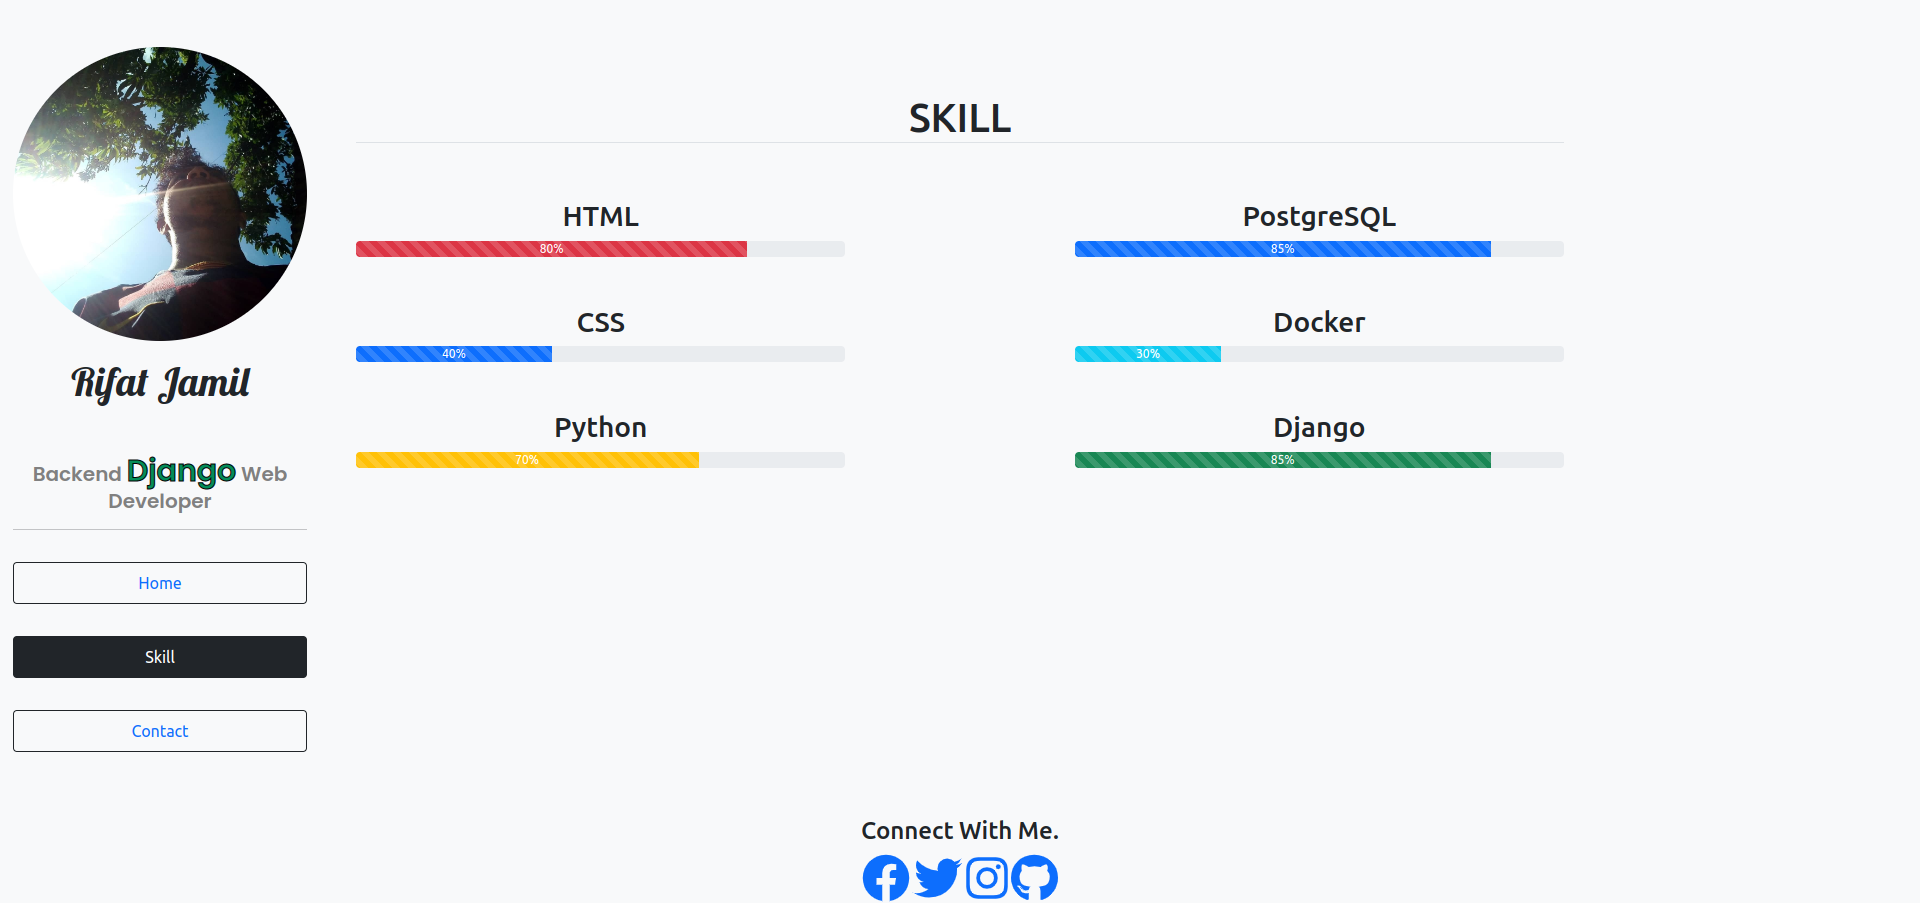 Rifat Jamil
Backend Django Web
Developer
Home
Skill
Contact
SKILL
HTML
80%
PostgreSQL
85%
CSS
40%
Docker
30%
Python
70%
Django
85%
Connect With Me.